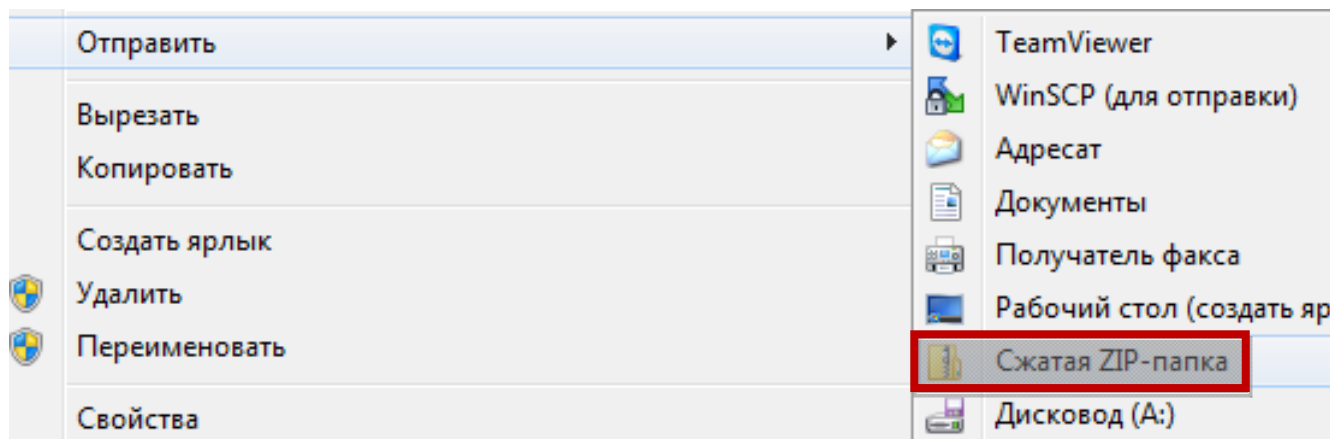 Отправить
Вырезать
Копировать
Создать ярлык
Удалить
Переименовать
Свойства
TeamViewer
WinSCP (для отправки)
Адресат
Документы
Получатель факса
Рабочий стол (создать яр
Сжатая ZIP-папка
Дисковод (A:)